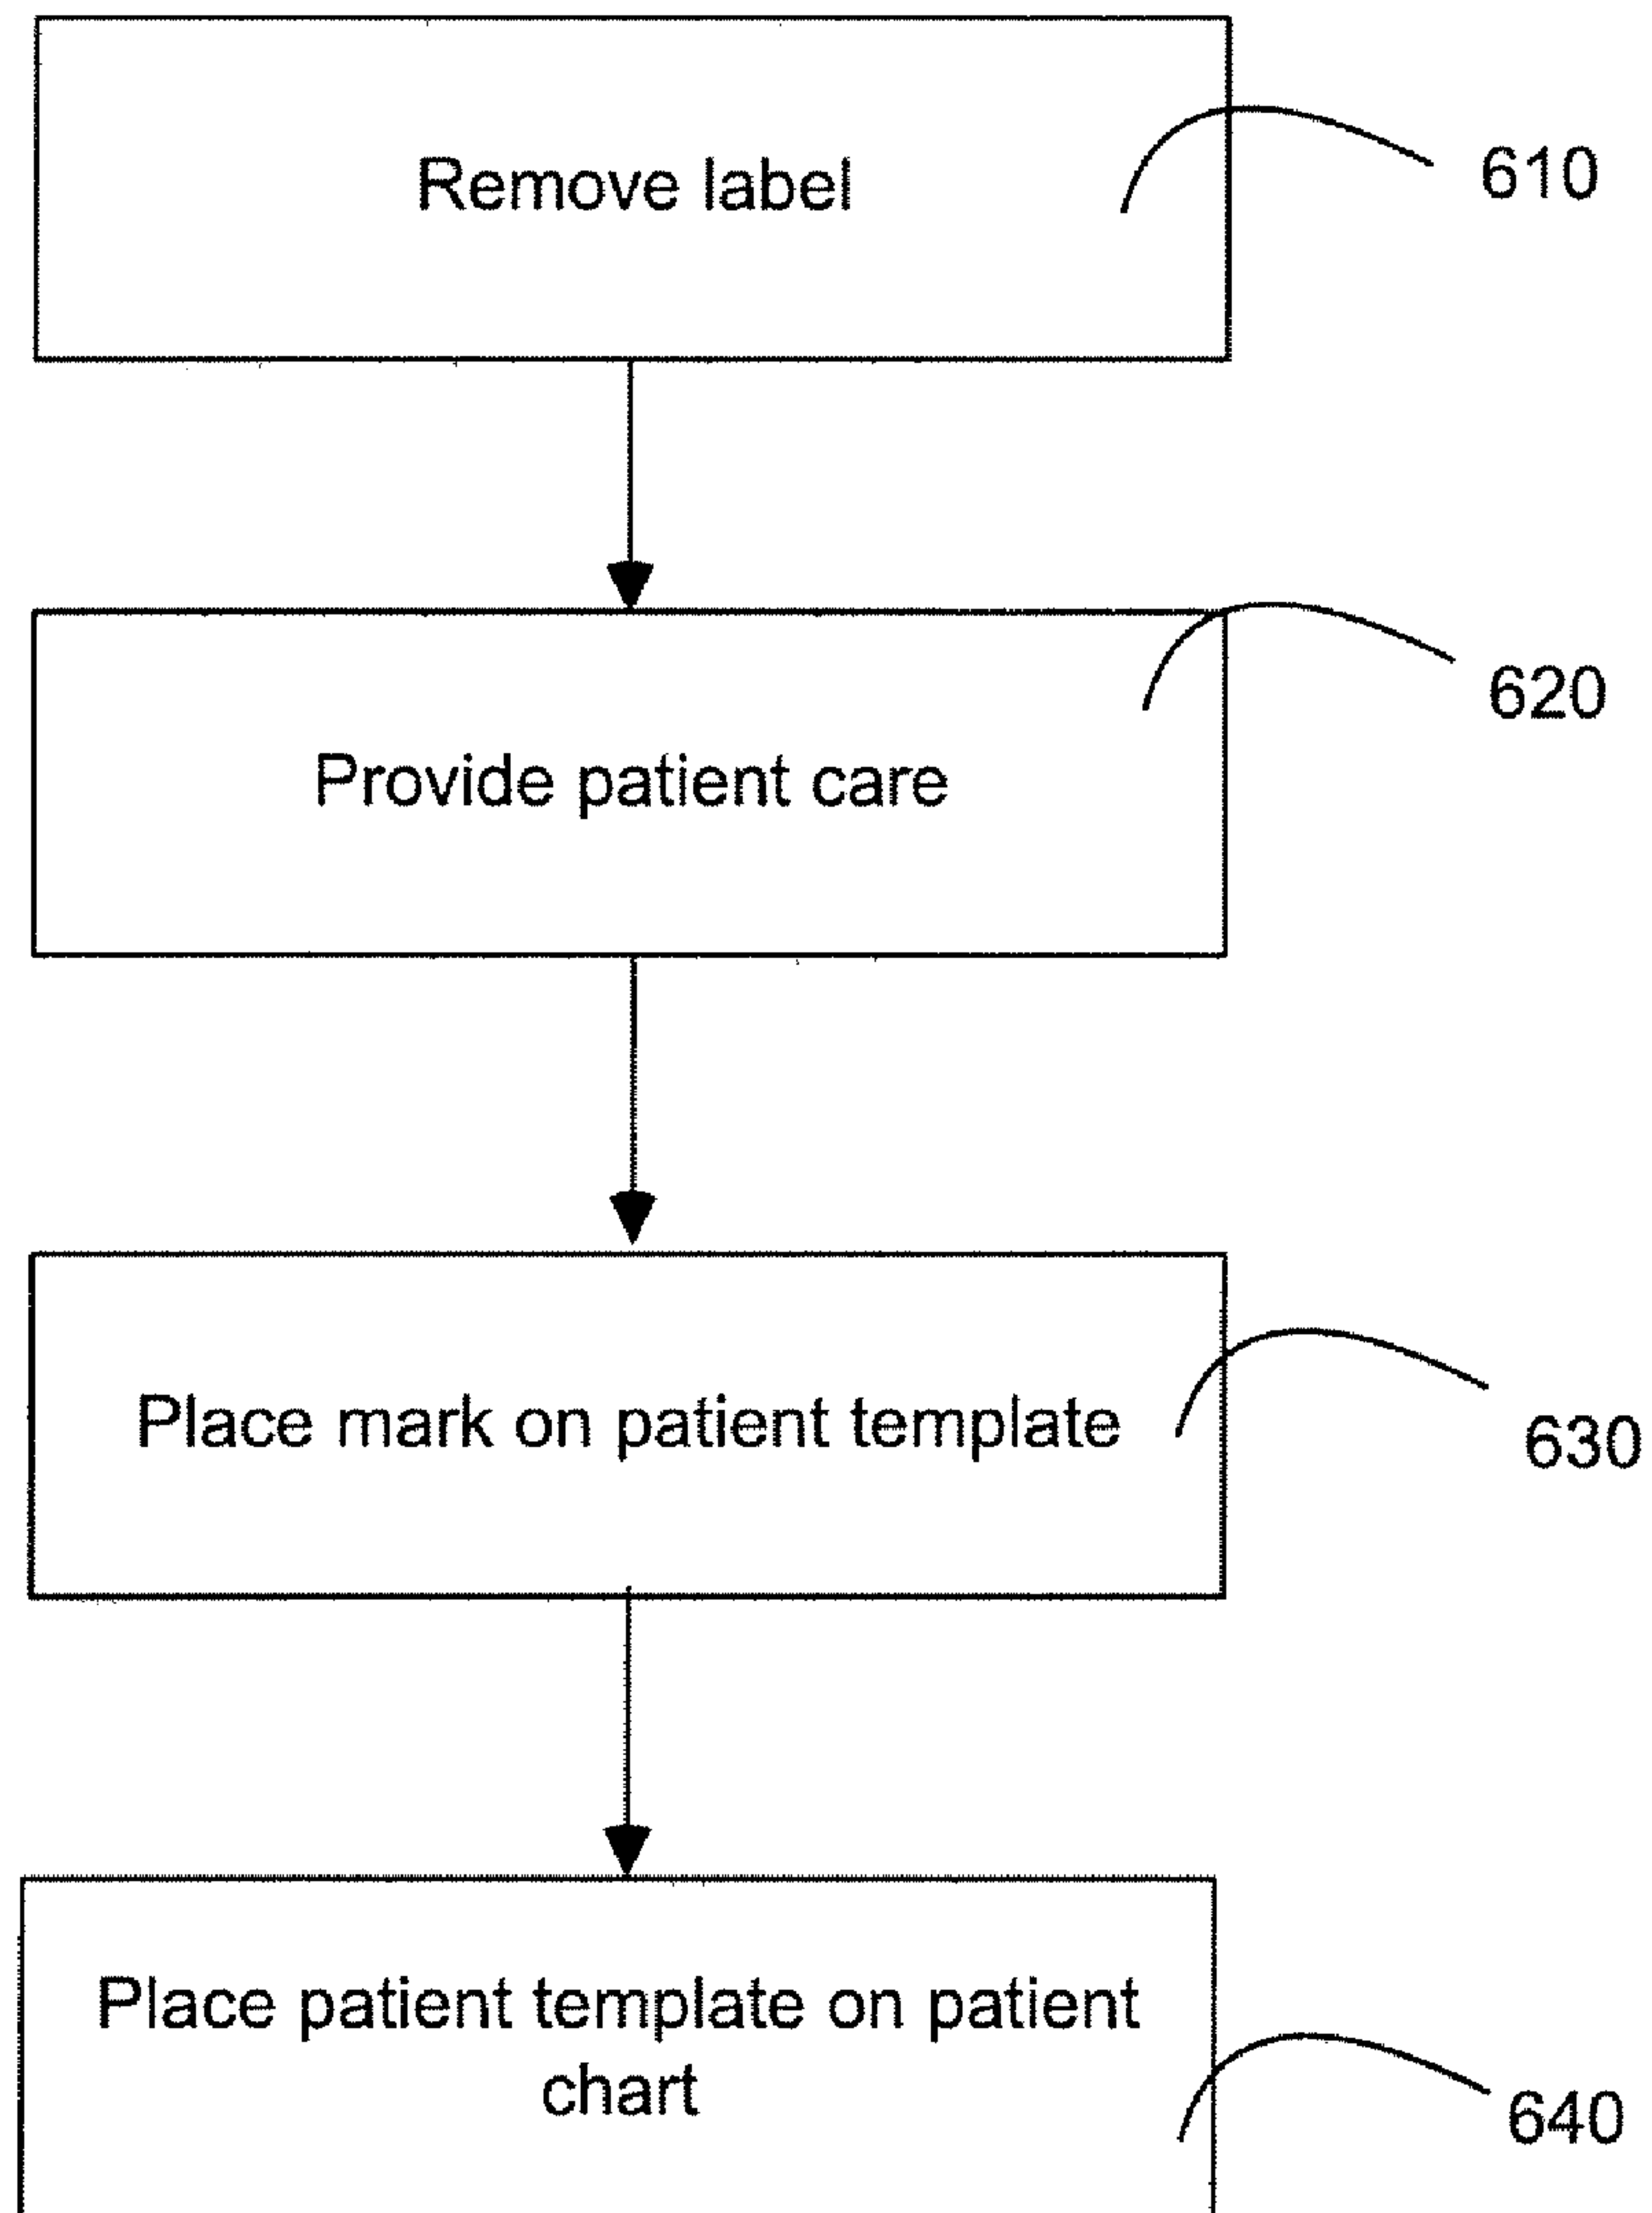 Remove label
610
Provide patient care
620
Place mark on patient template
630
Place patient template on patient
chart
640